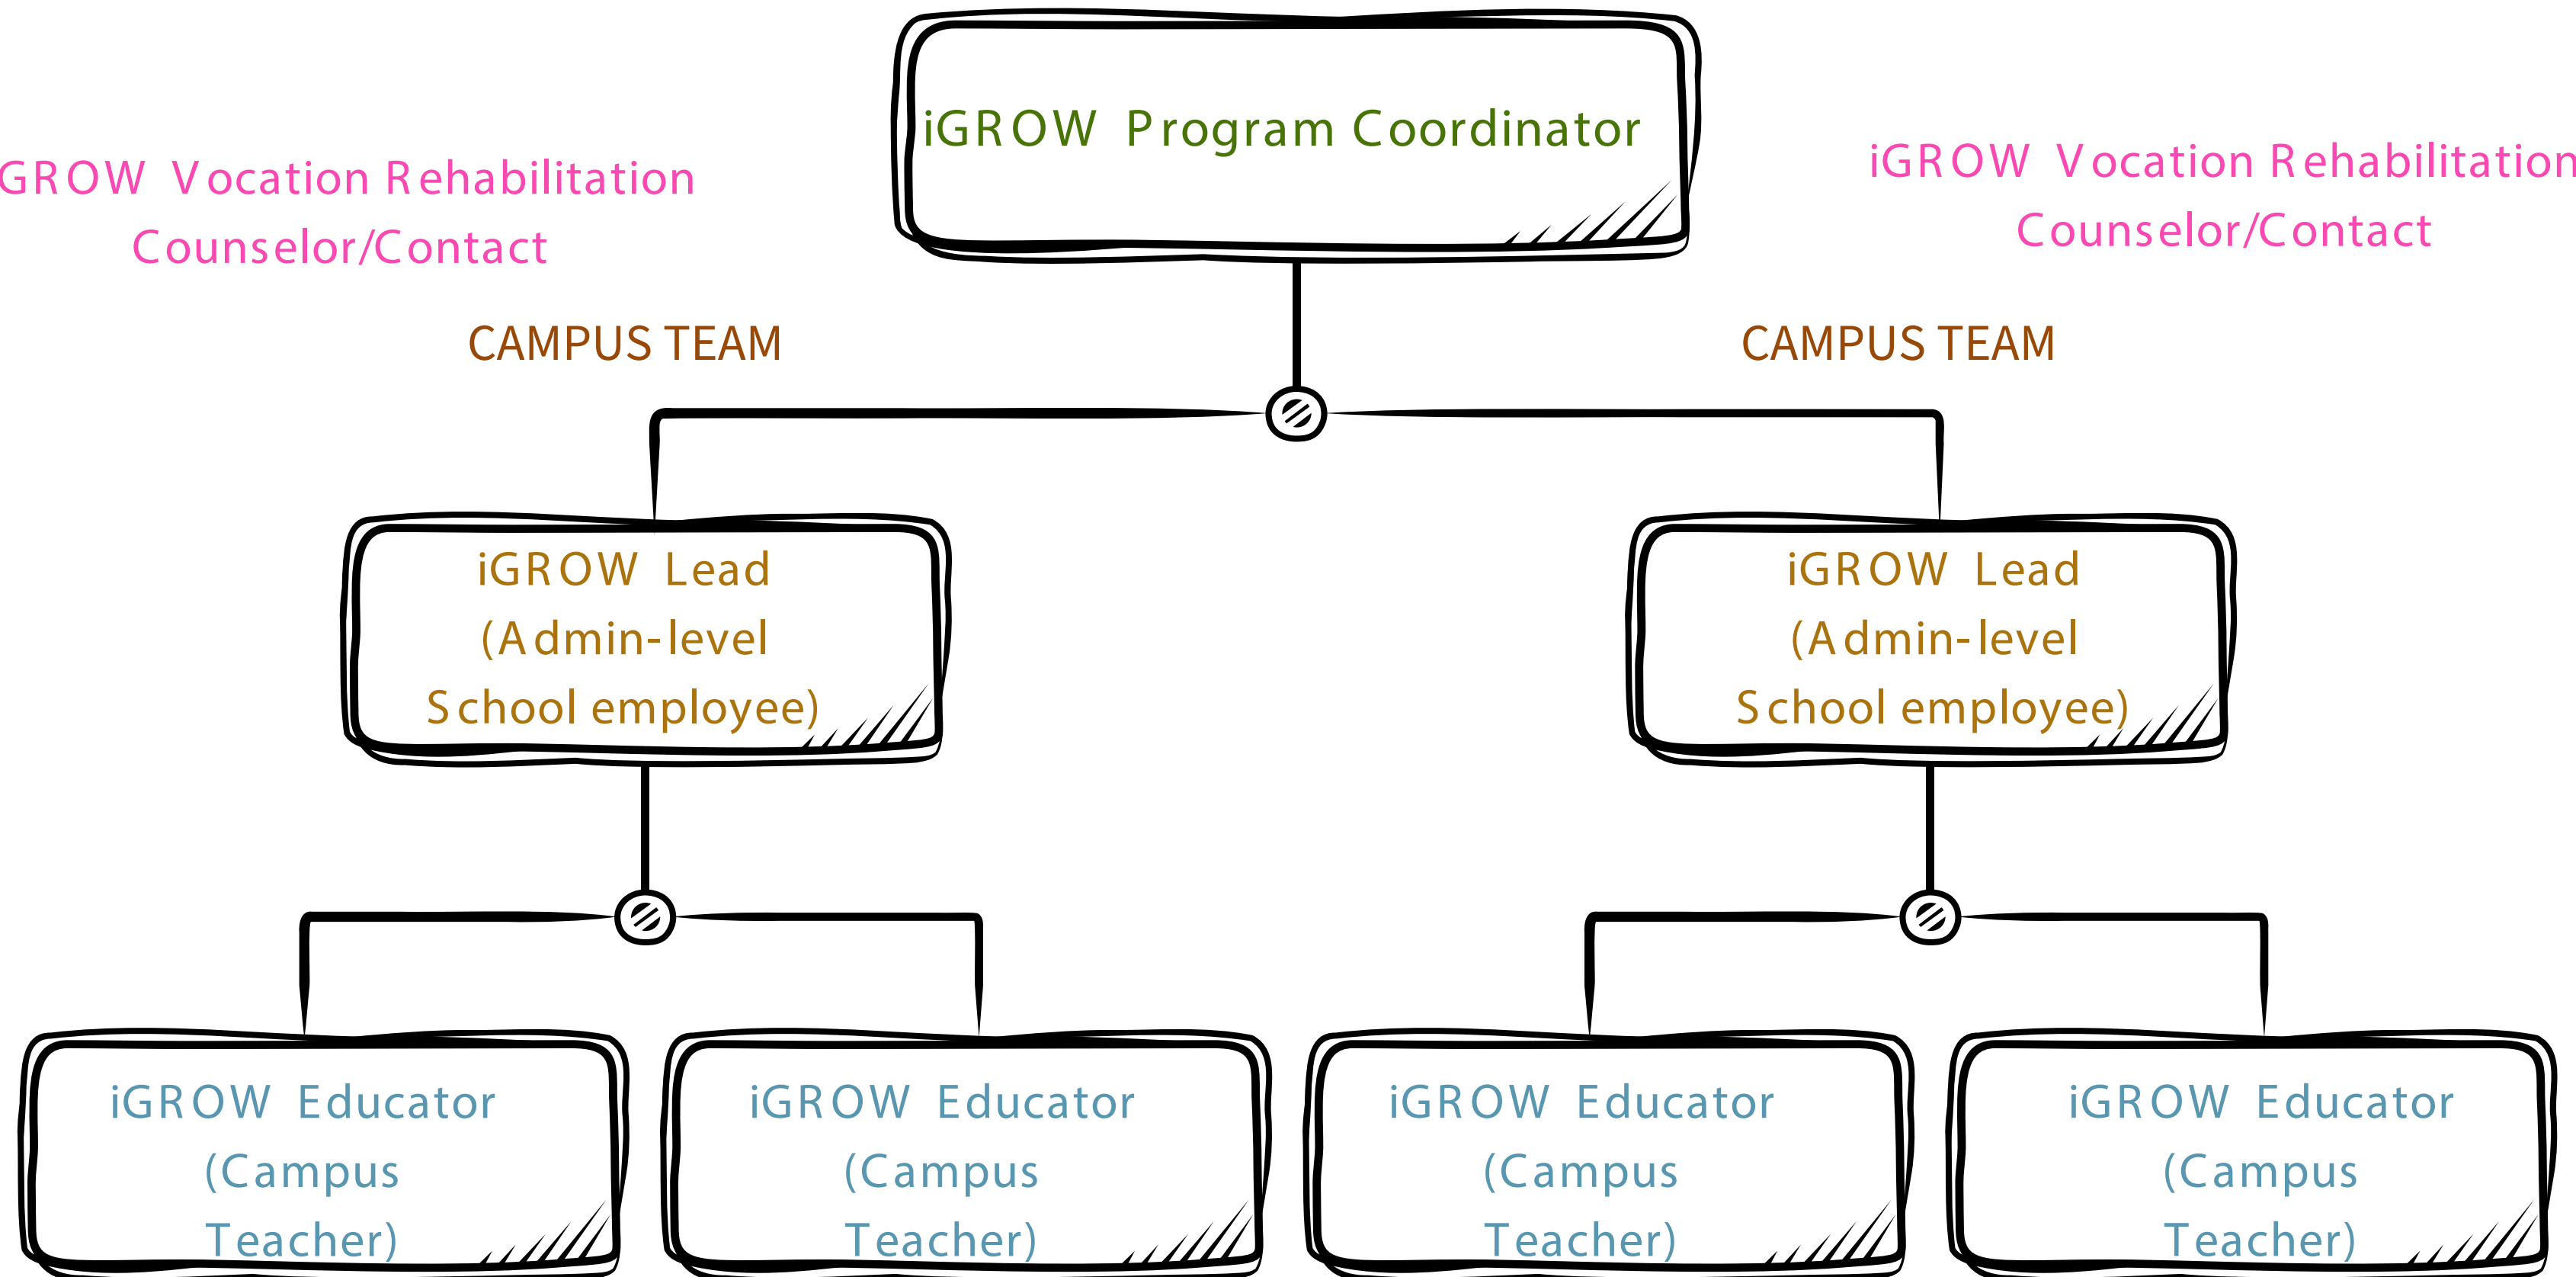 iGROW Program Coordinator
GROW Vocation Rehabilitation
Counselor/Contact
iGROW Vocation Rehabilitation
Counselor/Contact
CAMPUS TEAM
CAMPUS TEAM
iGROW Lead
(Admin-level
School employee)
iGROW Lead
(Admin-level
School employee)
iGROW Educator
(Campus
Teacher)
iGROW Educator
(Campus
Teacher)
iGROW Educator
(Campus
Teacher)
iGROW Educator
(Campus
Teacher)